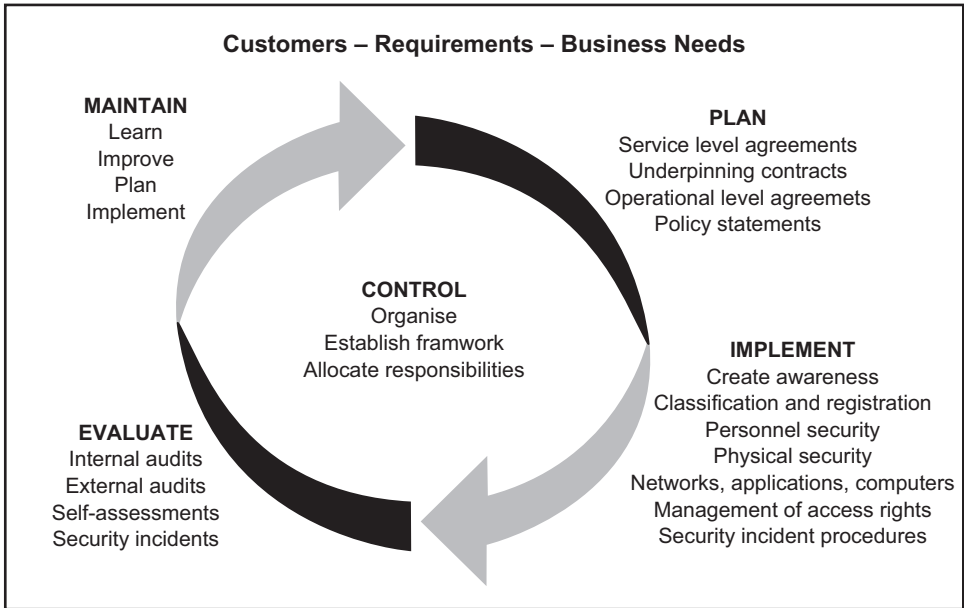 Customers – Requirements – Business Needs
MAINTAIN
Learn
Improve
Plan
Implement
PLAN
Service level agreements
Underpinning contracts
Operational level agreemets
Policy statements
CONTROL
Organise
Establish framwork
Allocate responsibilities
IMPLEMENT
Create awareness
Classification and registration
Personnel security
Physical security
Networks, applications, computers
Management of access rights
Security incident procedures
EVALUATE
Internal audits
External audits
Self-assessments
Security incidents